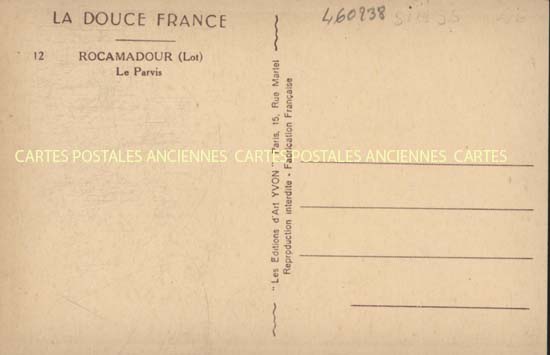 LA DOUCE FRANCE
12 ROCAMADOUR (Lot)
Le Parvis
460938
"Les Editions d'Art YVON" Paris, 15, Rue Martel
Reproduction interdite - Fabrication Française
CARTES POSTALES ANCIENNES CARTES POSTALES ANCIENNES CARTES